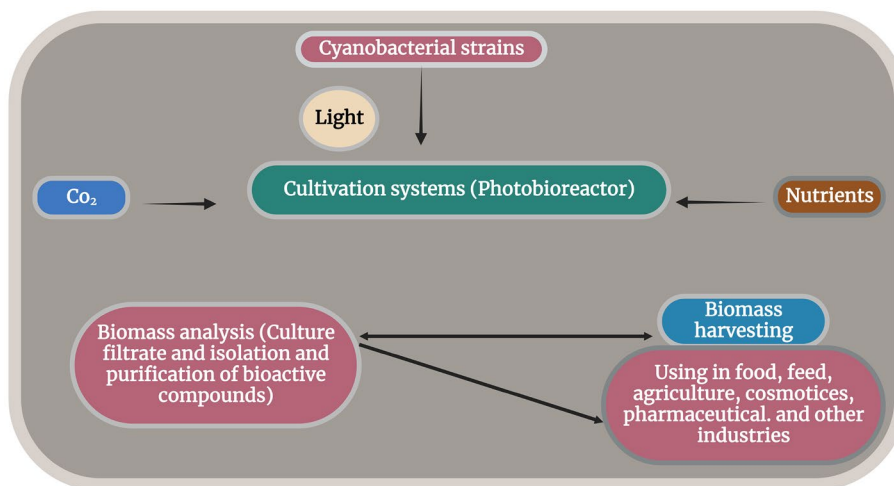 Cyanobacterial strains
Light
Cultivation systems (Photobioreactor)
Co₂
Nutrients
Biomass analysis (Culture
filtrate and isolation and
purification of bioactive
compounds)
Biomass
harvesting
Using in food, feed,
agriculture, cosmotices,
pharmaceutical. and other
industries